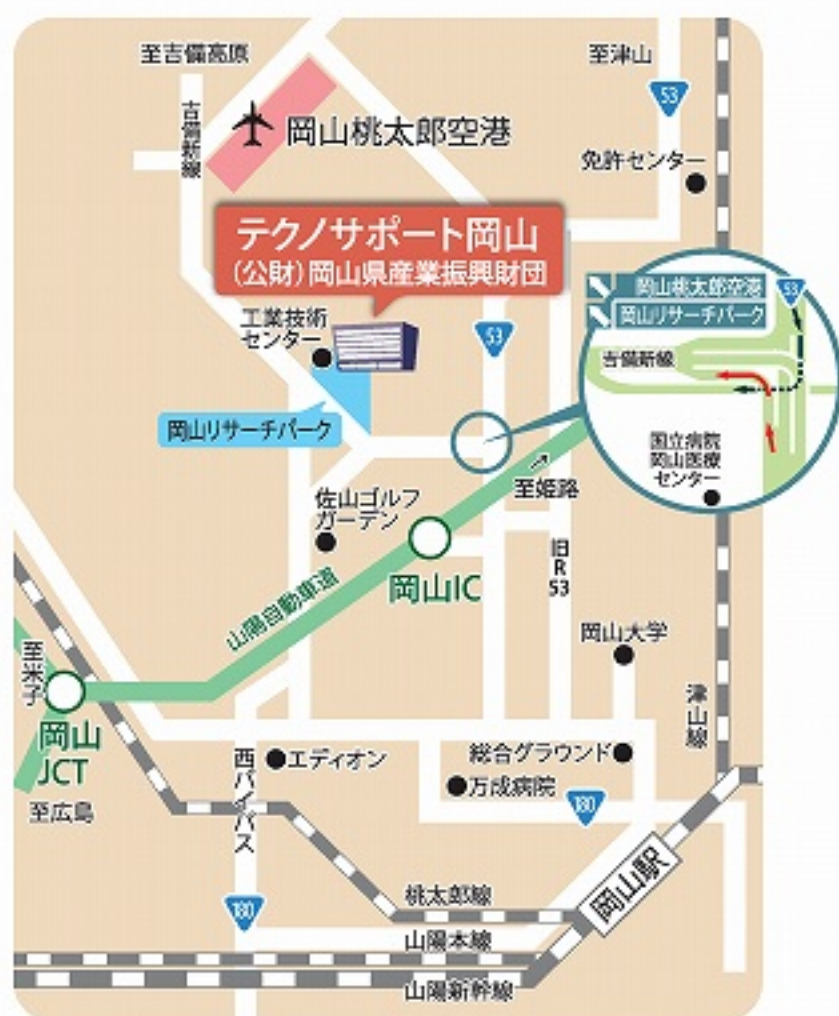 至吉備高原
至津山
53
吉備新線
岡山桃太郎空港
免許センター
テクノサポート岡山
(公財)岡山県産業振興財団
岡山桃太郎空港
岡山リサーチパーク
53
吉備新線
国立病院
岡山医療
センター
工業技術
センター
53
岡山リサーチパーク
至姫路
佐山ゴルフ
ガーデン
岡山IC
旧R53
山陽自動車道
岡山大学
至米子
岡山
JCT
至広島
津山線
西バイパス
エディオン
総合グラウンド
万成病院
180
岡山駅
桃太郎線
180
山陽本線
山陽新幹線